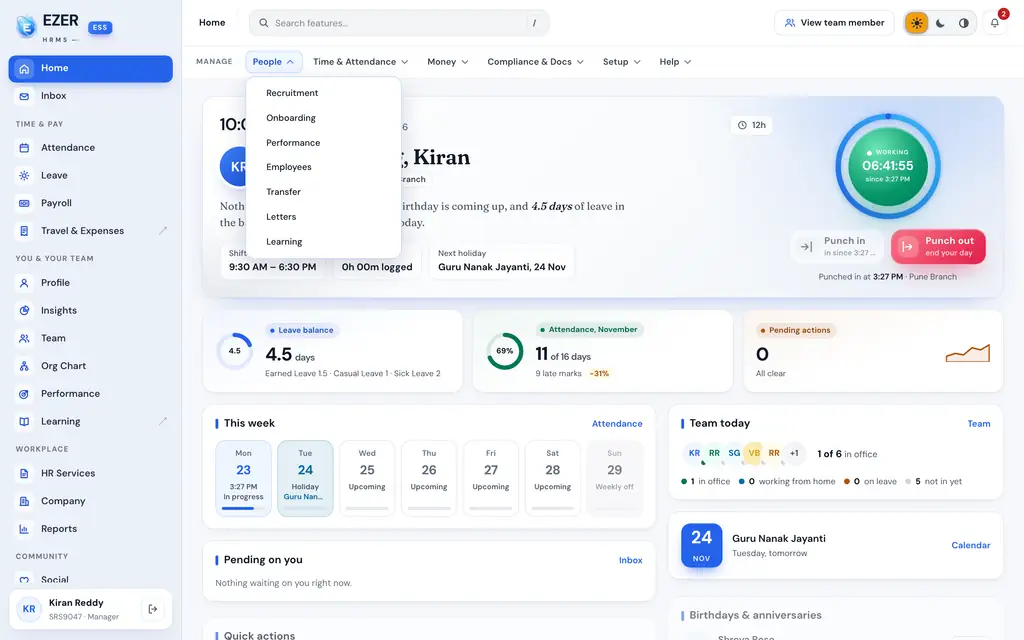 EZER
HRMS
ESS
Home
Inbox
TIME & PAY
Attendance
Leave
Payroll
Travel & Expenses
YOU & YOUR TEAM
Profile
Insights
Team
Org Chart
Performance
Learning
WORKPLACE
HR Services
Company
Reports
COMMUNITY
Social
KR
Kiran Reddy
SRS9047 · Manager
Home
Search features...
/
View team member
2
MANAGE
People
Time & Attendance
Money
Compliance & Docs
Setup
Help
Recruitment
Onboarding
Performance
Employees
Transfer
Letters
Learning
12h
KR
, Kiran
Branch
birthday is coming up, and 4.5 days of leave in
the
Shift
9:30 AM – 6:30 PM
0h 00m logged
Next holiday
Guru Nanak Jayanti, 24 Nov
WORKING
06:41:55
since 3:27 PM
Punch in
in since 3:27 ...
Punch out
end your day
Punched in at 3:27 PM · Pune Branch
4.5
Leave balance
4.5 days
Earned Leave 1.5 · Casual Leave 1 · Sick Leave 2
69%
Attendance, November
11 of 16 days
9 late marks -31%
Pending actions
0
All clear
This week
Attendance
Mon
23
3:27 PM
In progress
Tue
24
Holiday
Guru Nan...
Wed
25
Upcoming
Thu
26
Upcoming
Fri
27
Upcoming
Sat
28
Upcoming
Sun
29
Weekly off
Team today
Team
KR RR SG VB RR +1
1 of 6 in office
1 in office 0 working from home 0 on leave 5 not in yet
24
NOV
Guru Nanak Jayanti
Tuesday, tomorrow
Calendar
Pending on you
Inbox
Nothing waiting on you right now.
Birthdays & anniversaries
Quick actions